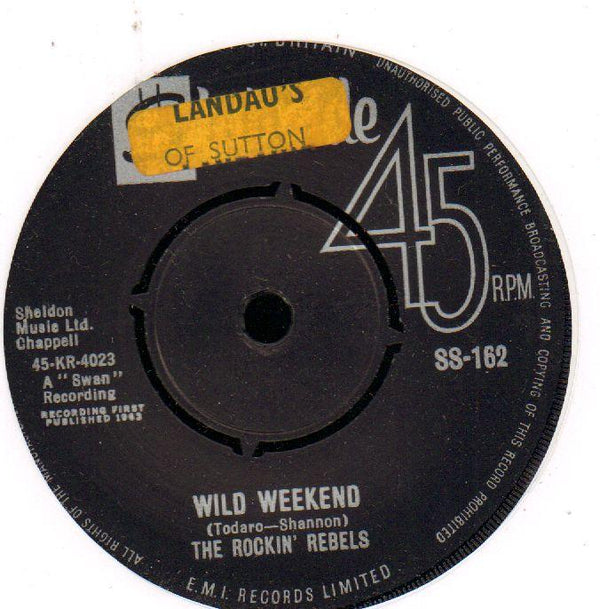 LANDAU'S
OF SUTTON
45
R.P.M.
SS-162
Sheldon
Music Ltd.
Chappell
45-KR-4023
A "Swan"
Recording
RECORDING FIRST
PUBLISHED 1963
WILD WEEKEND
(Todaro—Shannon)
THE ROCKIN' REBELS
E.M.I. RECORDS LIMITED
ALL RIGHTS OF THE
UNAUTHORISED PUBLIC PERFORMANCE BROADCASTING AND COPYING OF THIS RECORD PROHIBITED